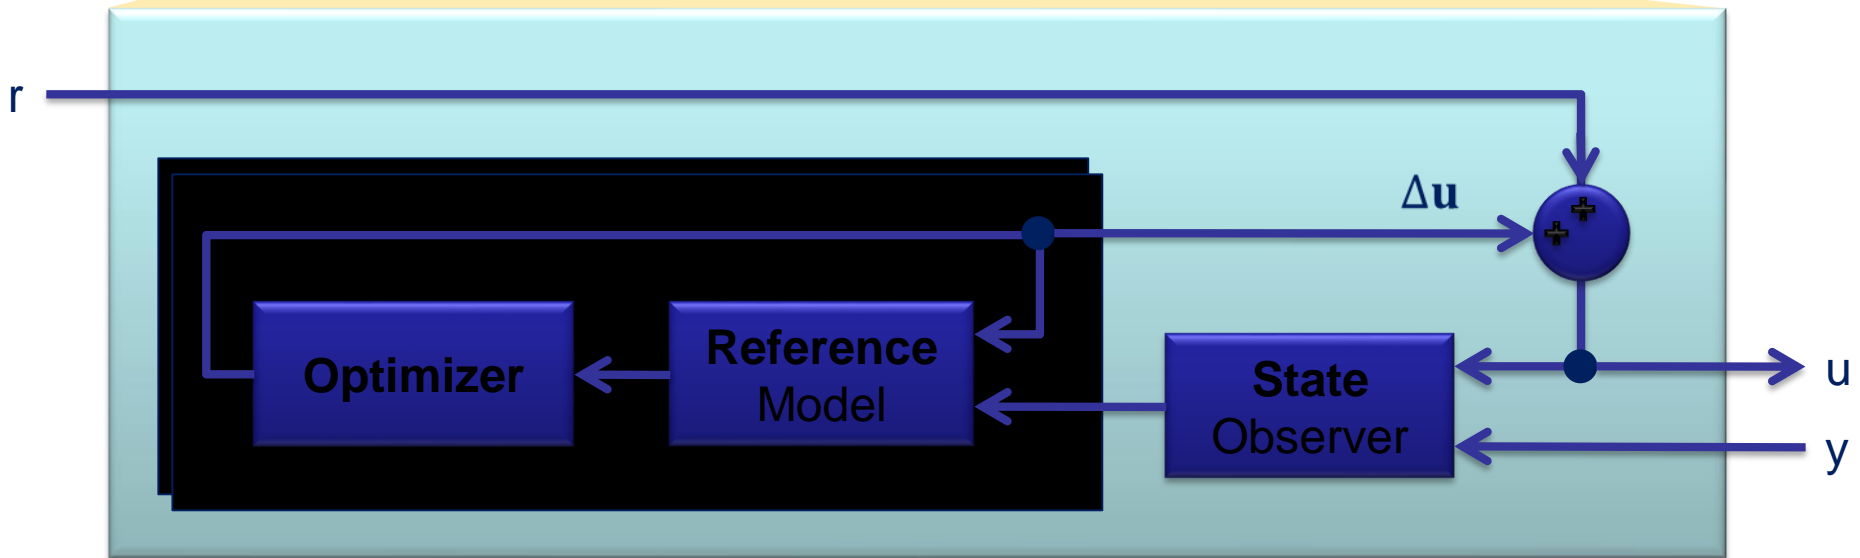 r
Δu
+
+
Optimizer
Reference
Model
State
Observer
u
y